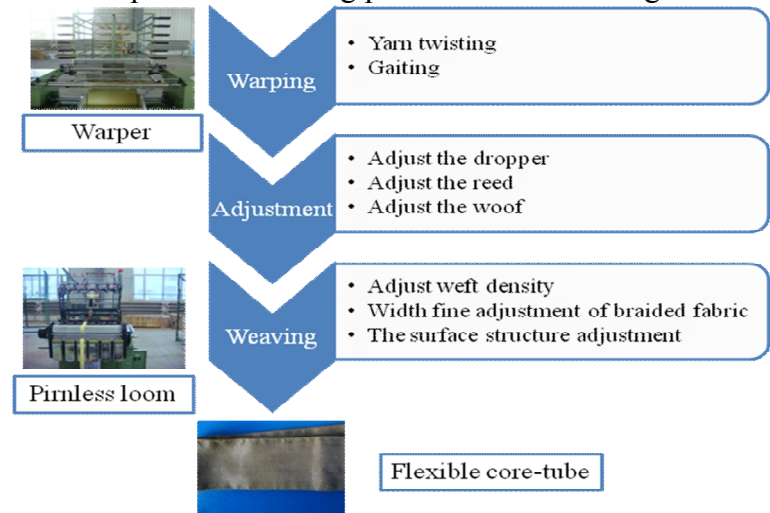 Warping
• Yarn twisting
• Gaiting
Warper
Adjustment
• Adjust the dropper
• Adjust the reed
• Adjust the woof
Weaving
• Adjust weft density
• Width fine adjustment of braided fabric
• The surface structure adjustment
Pirnless loom
Flexible core-tube